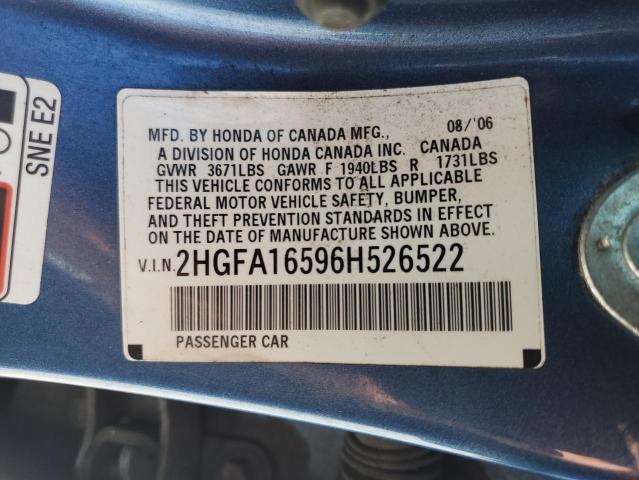 MFD. BY HONDA OF CANADA MFG., 08/'06
A DIVISION OF HONDA CANADA INC. CANADA
GVWR 3671LBS GAWR F 1940LBS R 1731LBS
THIS VEHICLE CONFORMS TO ALL APPLICABLE
FEDERAL MOTOR VEHICLE SAFETY, BUMPER,
AND THEFT PREVENTION STANDARDS IN EFFECT
ON THE DATE OF MANUFACTURE SHOWN ABOVE.
V.I.N.2HGFA16596H526522
PASSENGER CAR
SNE E2